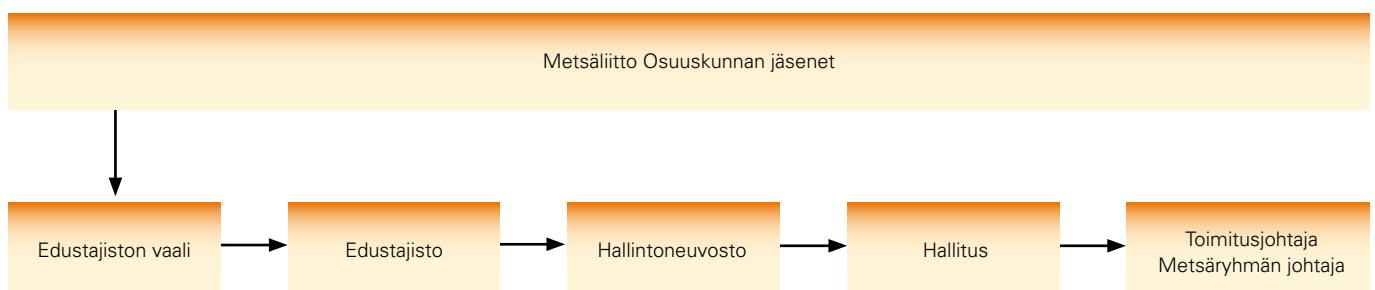 Metsäliitto Osuuskunnan jäsenet
Edustajiston vaali
Edustajisto
Hallintoneuvosto
Hallitus
Toimitusjohtaja
Metsäryhmän johtaja